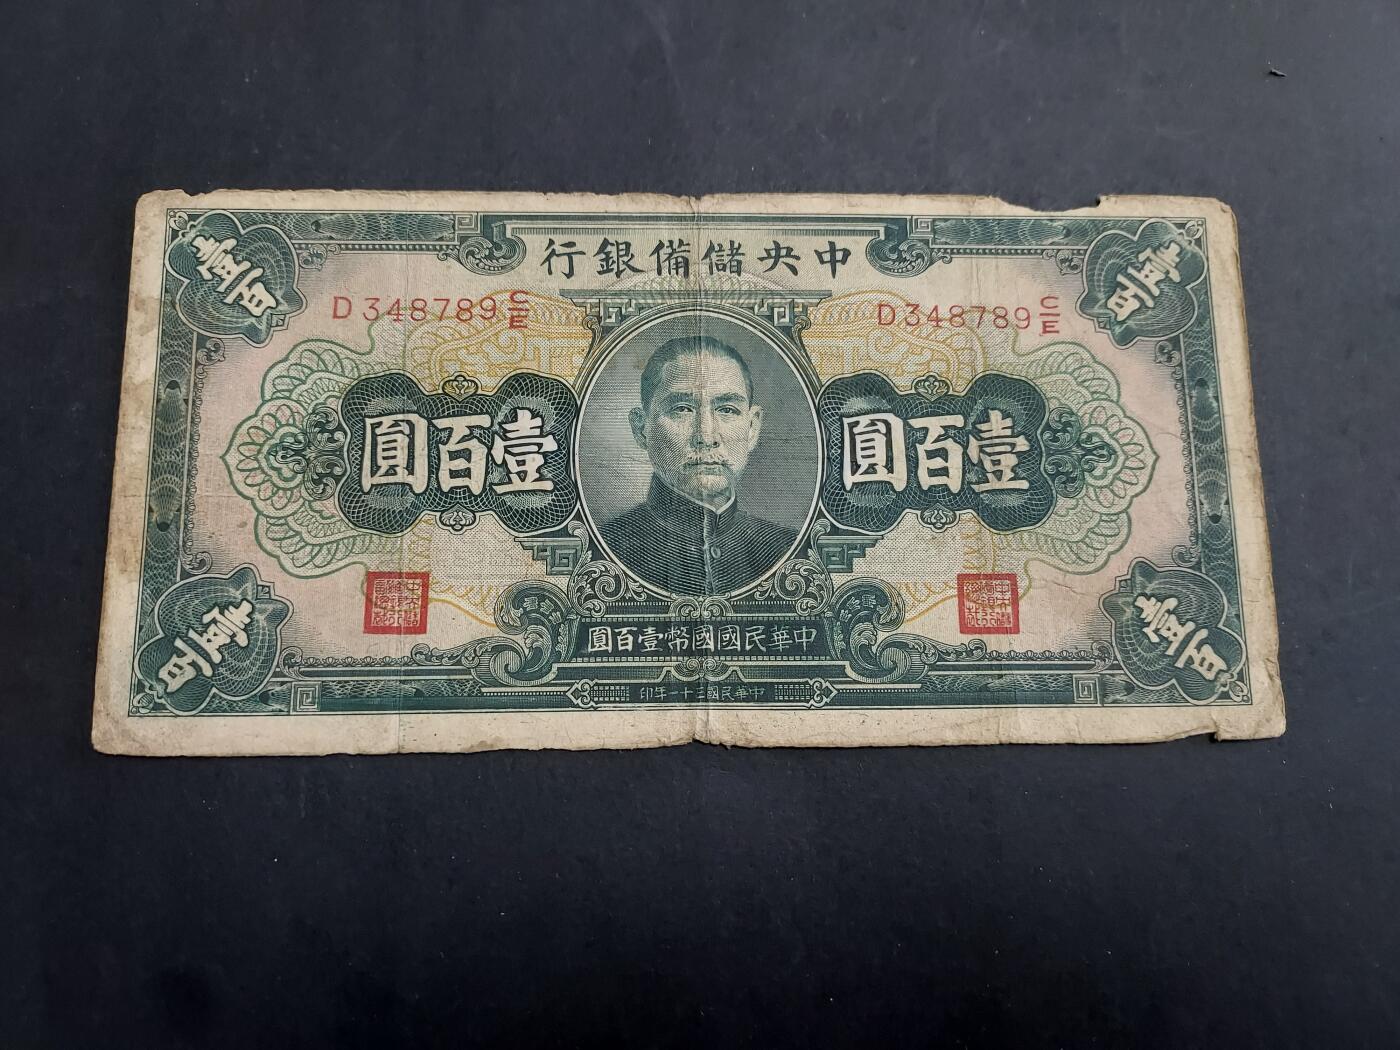 中央儲備銀行
D348789 C/E
D348789 C/E
壹百
壹百
壹百圓
壹百圓
中華民國國幣壹百圓
中華民國三十一年印
壹百
壹百